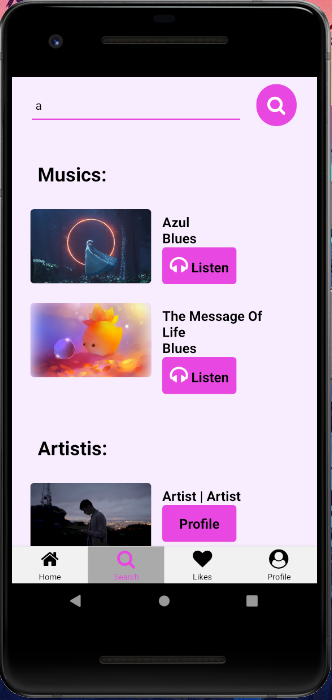 a
Musics:
Azul
Blues
Listen
The Message Of
Life
Blues
Listen
Artistis:
Artist | Artist
Profile
Home
Search
Likes
Profile